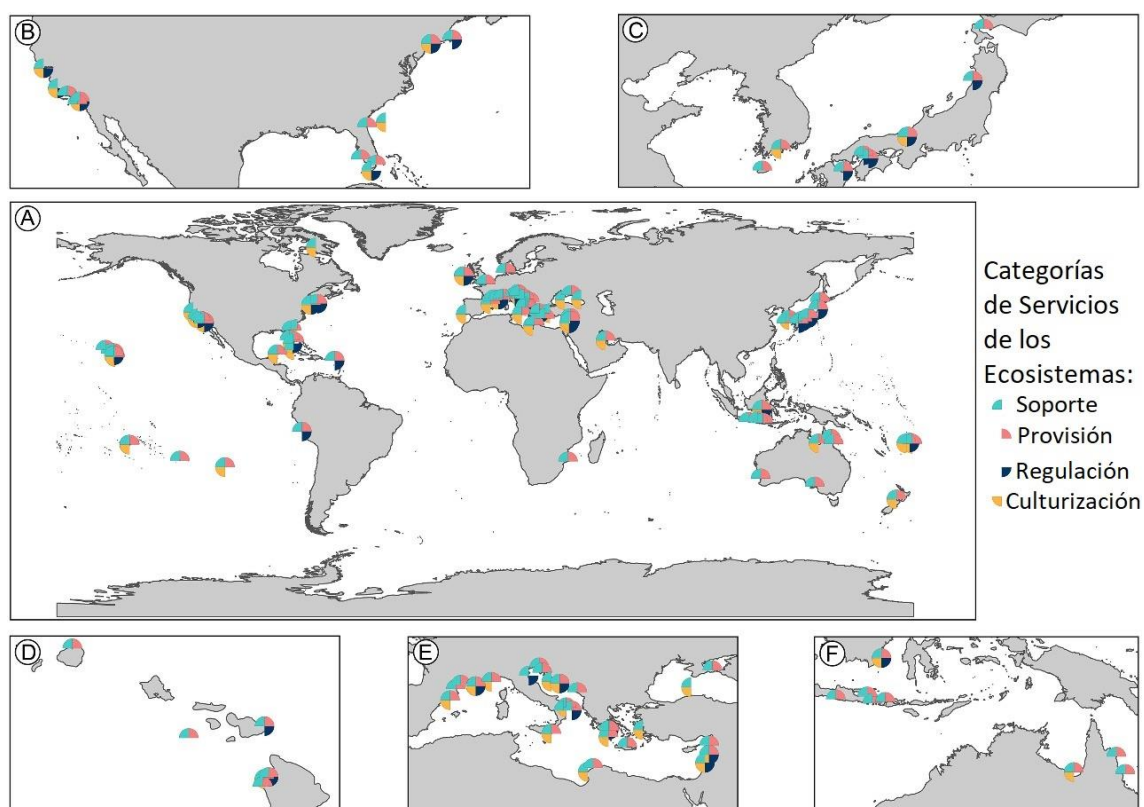 B
C
A
Categorías
de Servicios
de los
Ecosistemas:
Soporte
Provisión
Regulación
Culturización
D
E
F